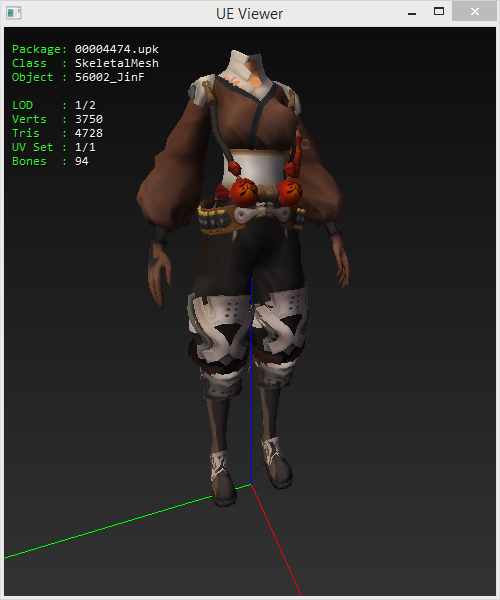 UE Viewer
Package: 00004474.upk
Class : SkeletalMesh
Object : 56002_JinF
LOD : 1/2
Verts : 3750
Tris : 4728
UV Set : 1/1
Bones : 94